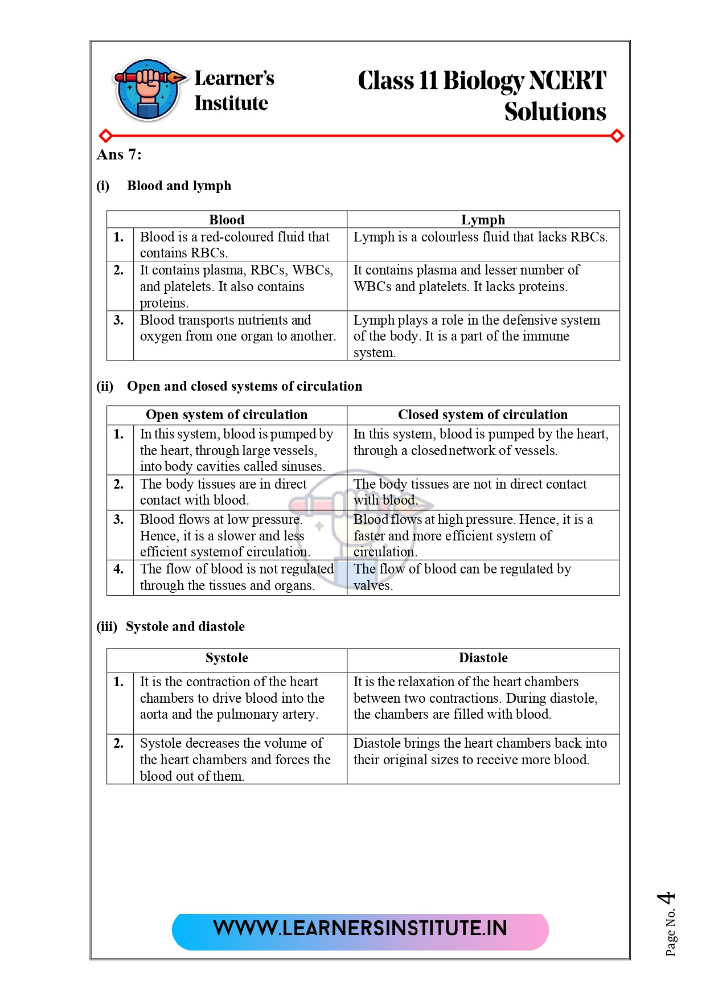 Learner's
Institute
Class 11 Biology NCERT
Solutions
Ans 7:
(i) Blood and lymph
Blood Lymph
1. Blood is a red-coloured fluid that Lymph is a colourless fluid that lacks RBCs.
contains RBCs.
2. It contains plasma, RBCs, WBCs, It contains plasma and lesser number of
and platelets. It also contains WBCs and platelets. It lacks proteins.
proteins.
3. Blood transports nutrients and Lymph plays a role in the defensive system
oxygen from one organ to another. of the body. It is a part of the immune
system.
(ii) Open and closed systems of circulation
Open system of circulation Closed system of circulation
1. In this system, blood is pumped by In this system, blood is pumped by the heart,
the heart, through large vessels, through a closed network of vessels.
into body cavities called sinuses.
2. The body tissues are in direct The body tissues are not in direct contact
contact with blood. with blood.
3. Blood flows at low pressure. Blood flows at high pressure. Hence, it is a
Hence, it is a slower and less faster and more efficient system of
efficient system of circulation. circulation.
4. The flow of blood is not regulated The flow of blood can be regulated by
through the tissues and organs. valves.
(iii) Systole and diastole
Systole Diastole
1. It is the contraction of the heart It is the relaxation of the heart chambers
chambers to drive blood into the between two contractions. During diastole,
aorta and the pulmonary artery. the chambers are filled with blood.
2. Systole decreases the volume of Diastole brings the heart chambers back into
the heart chambers and forces the their original sizes to receive more blood.
blood out of them.
WWW.LEARNERSINSTITUTE.IN
Page No. 4